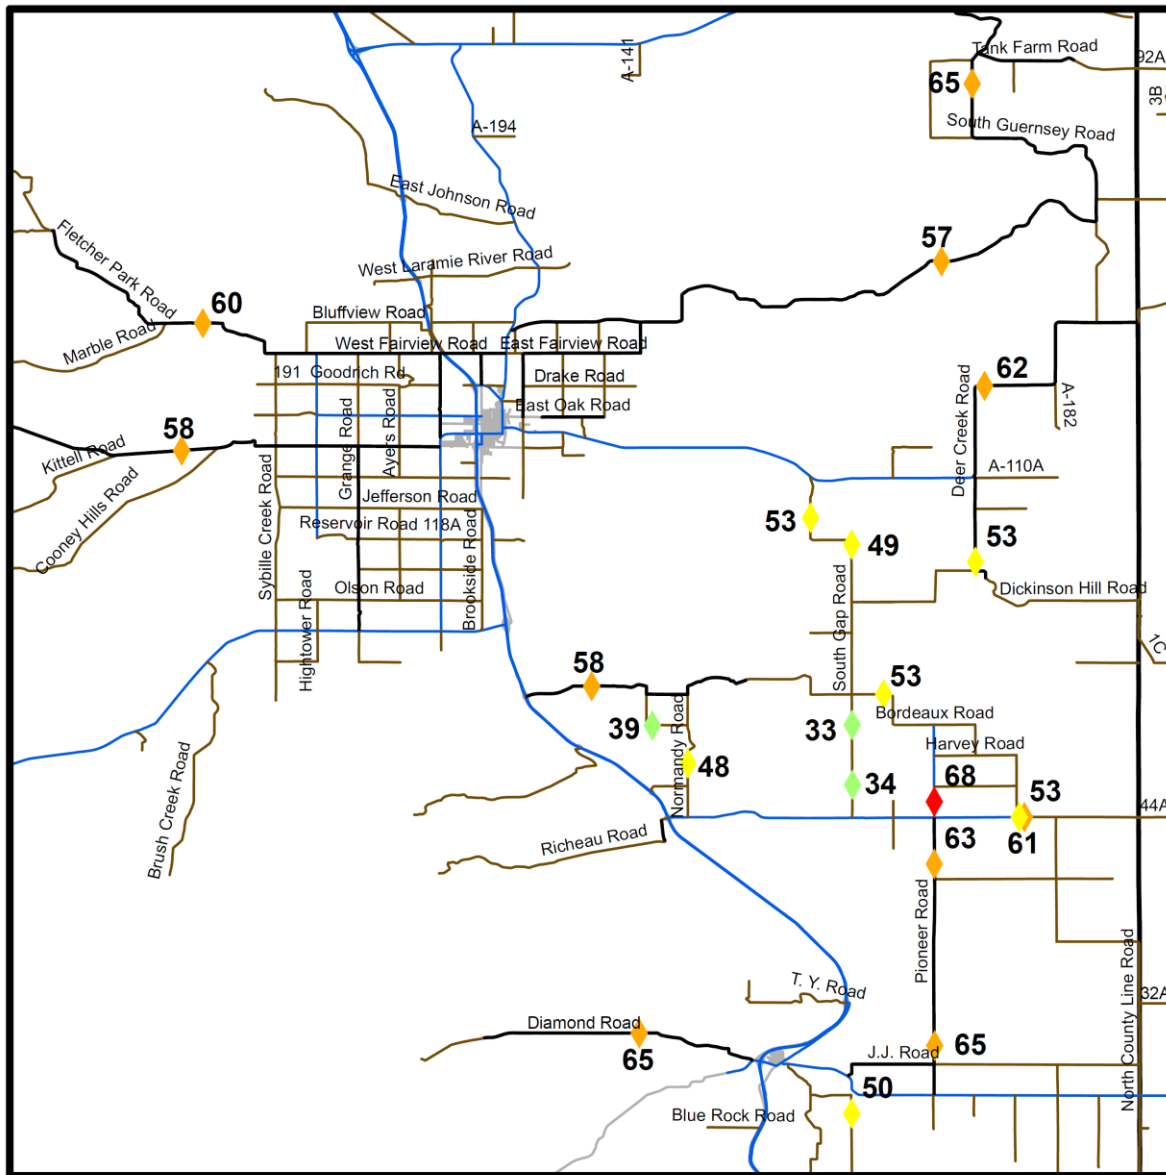 Tank Farm Road
92A
A-141
65
3B
South Guernsey Road
A-194
East Johnson Road
Fletcher Park Road
57
West Laramie River Road
60
Bluffview Road
Marble Road
West Fairview Road
East Fairview Road
191 Goodrich Rd
Drake Road
62
Deer Creek Road
A-182
East Oak Road
Ayers Road
Grange Road
58
Kittell Road
Cooney Hills Road
A-110A
Sybille Creek Road
Jefferson Road
Reservoir Road 118A
53
49
53
Brookside Road
Olson Road
Dickinson Hill Road
Hightower Road
South Gap Road
1C
58
53
39
Normandy Road
33
Bordeaux Road
Harvey Road
48
34
68
53
44A
Brush Creek Road
Richeau Road
63
61
Pioneer Road
T. Y. Road
North County Line Road
32A
Diamond Road
65
65
J.J. Road
50
Blue Rock Road